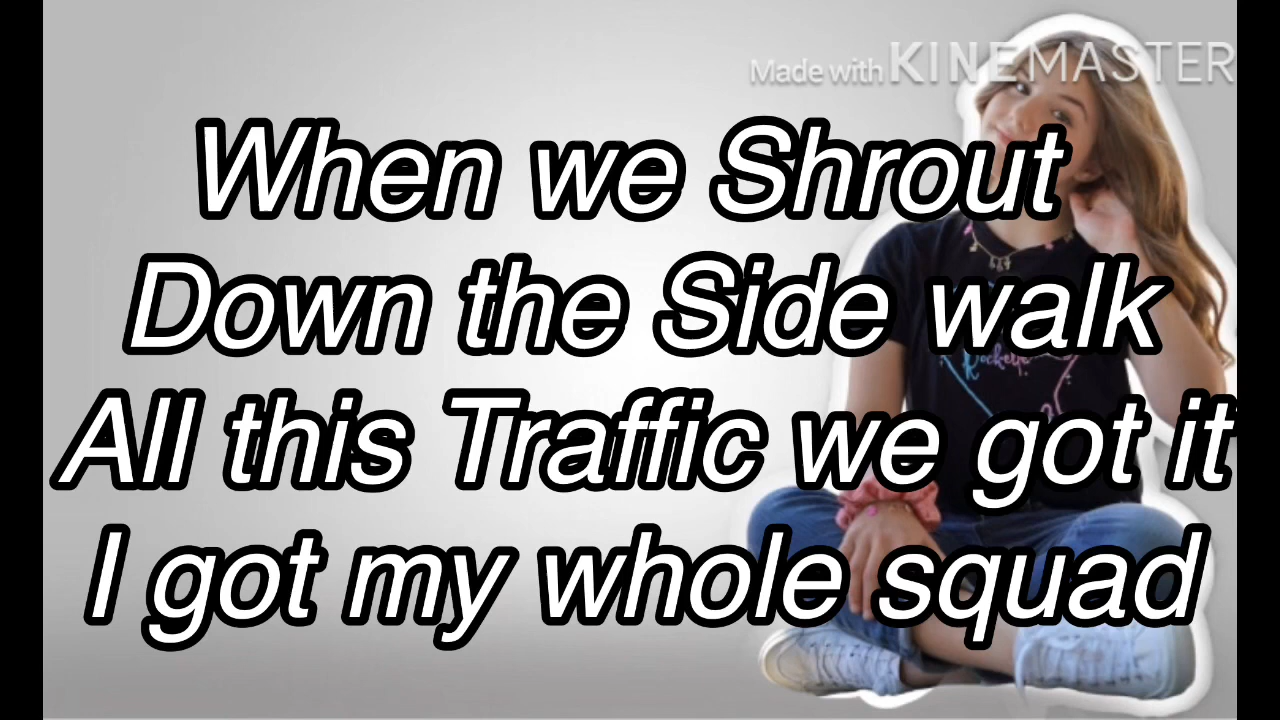 Made with KINEMASTER
When we Shrout
Down the Side walk
All this Traffic we got it
I got my whole squad
Rockette